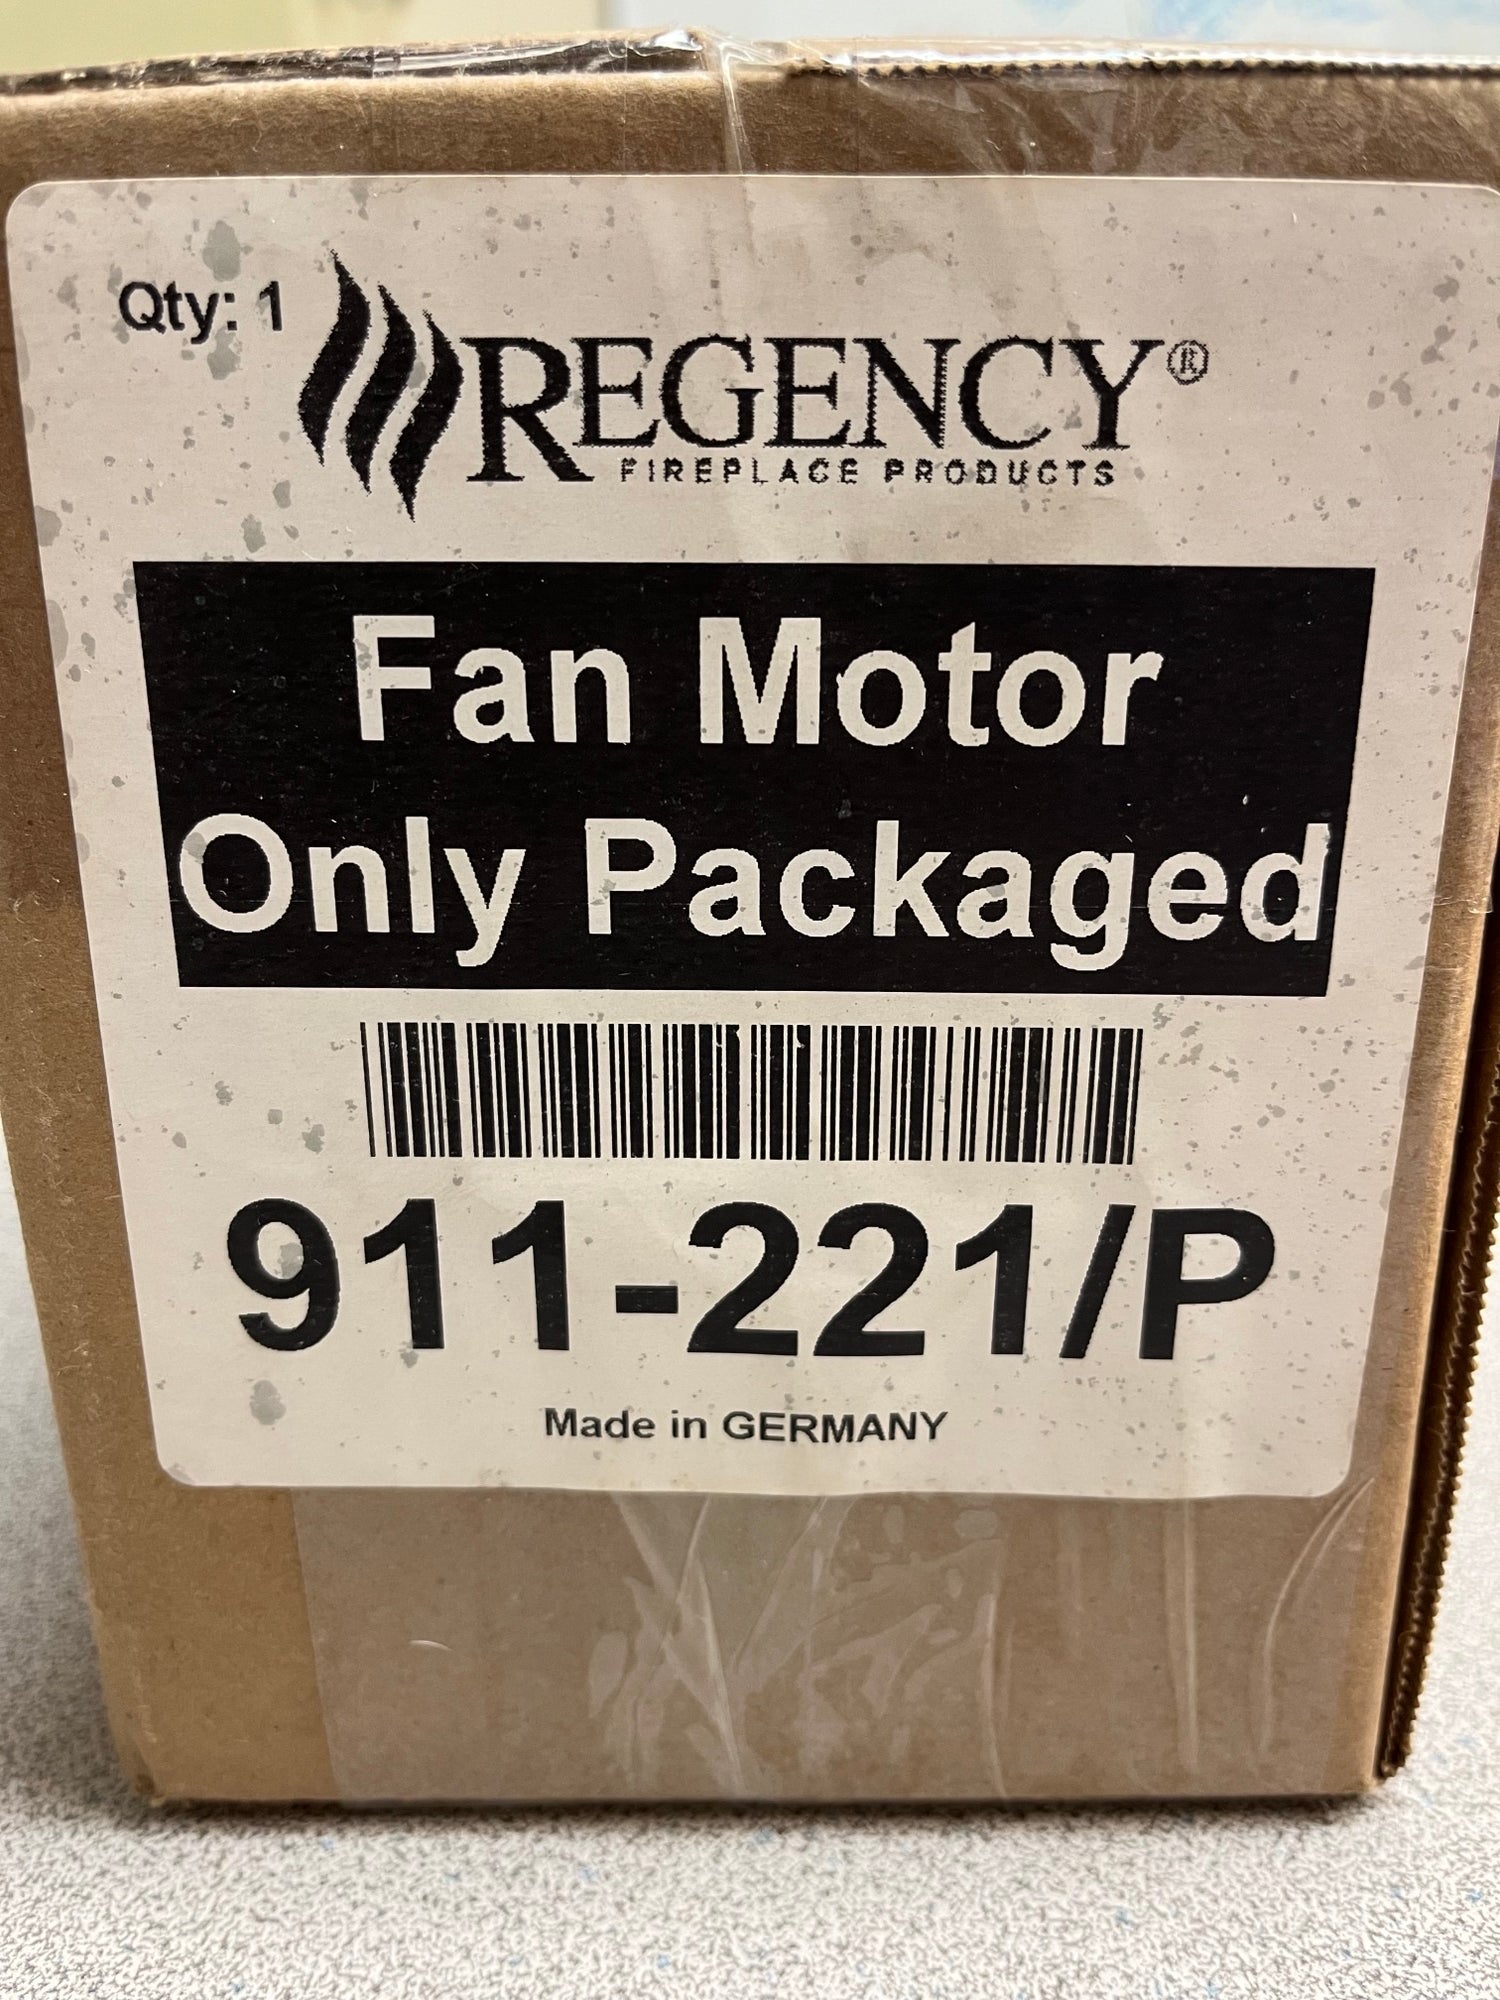 Qty: 1
REGENCY®
FIREPLACE PRODUCTS
Fan Motor
Only Packaged
911-221/P
Made in GERMANY